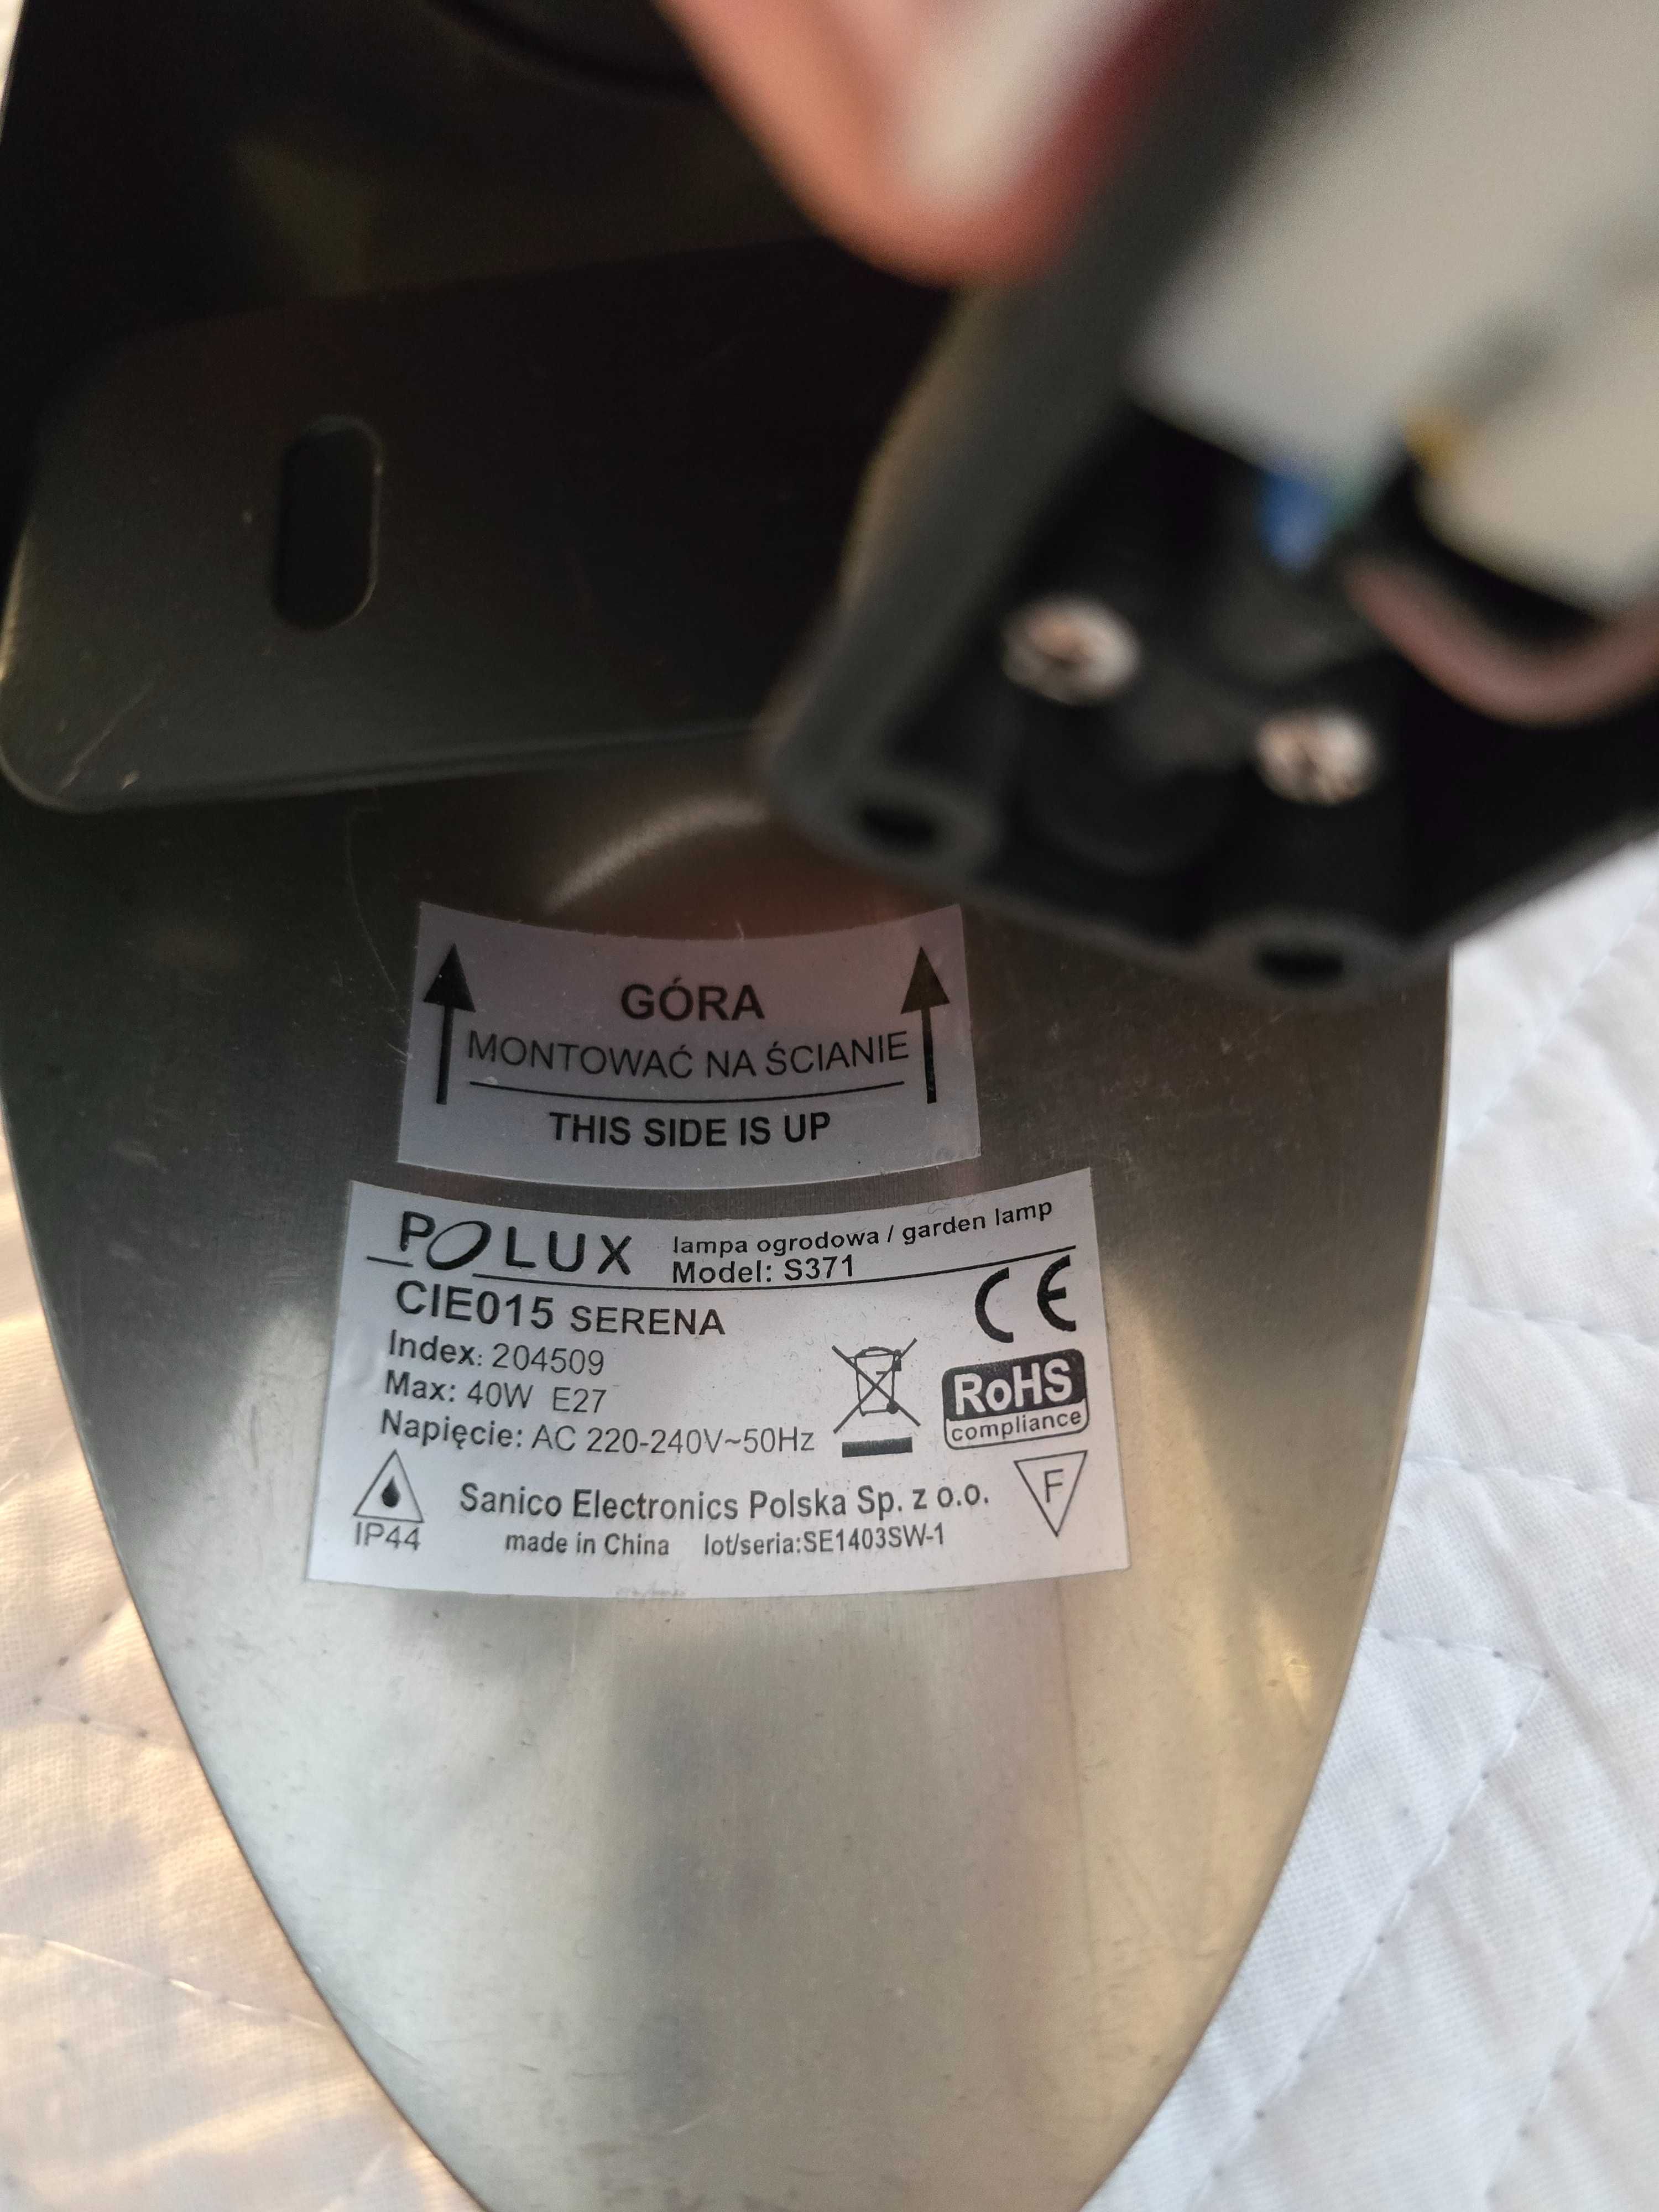 GÓRA
MONTOWAĆ NA ŚCIANIE
THIS SIDE IS UP
POLUX lampa ogrodowa / garden lamp
Model: S371
CIE015 SERENA
CE
Index: 204509
Max: 40W E27
Napięcie: AC 220-240V~50Hz
RoHS
compliance
Sanico Electronics Polska Sp. z o.o.
F
IP44
made in China lot/seria:SE1403SW-1